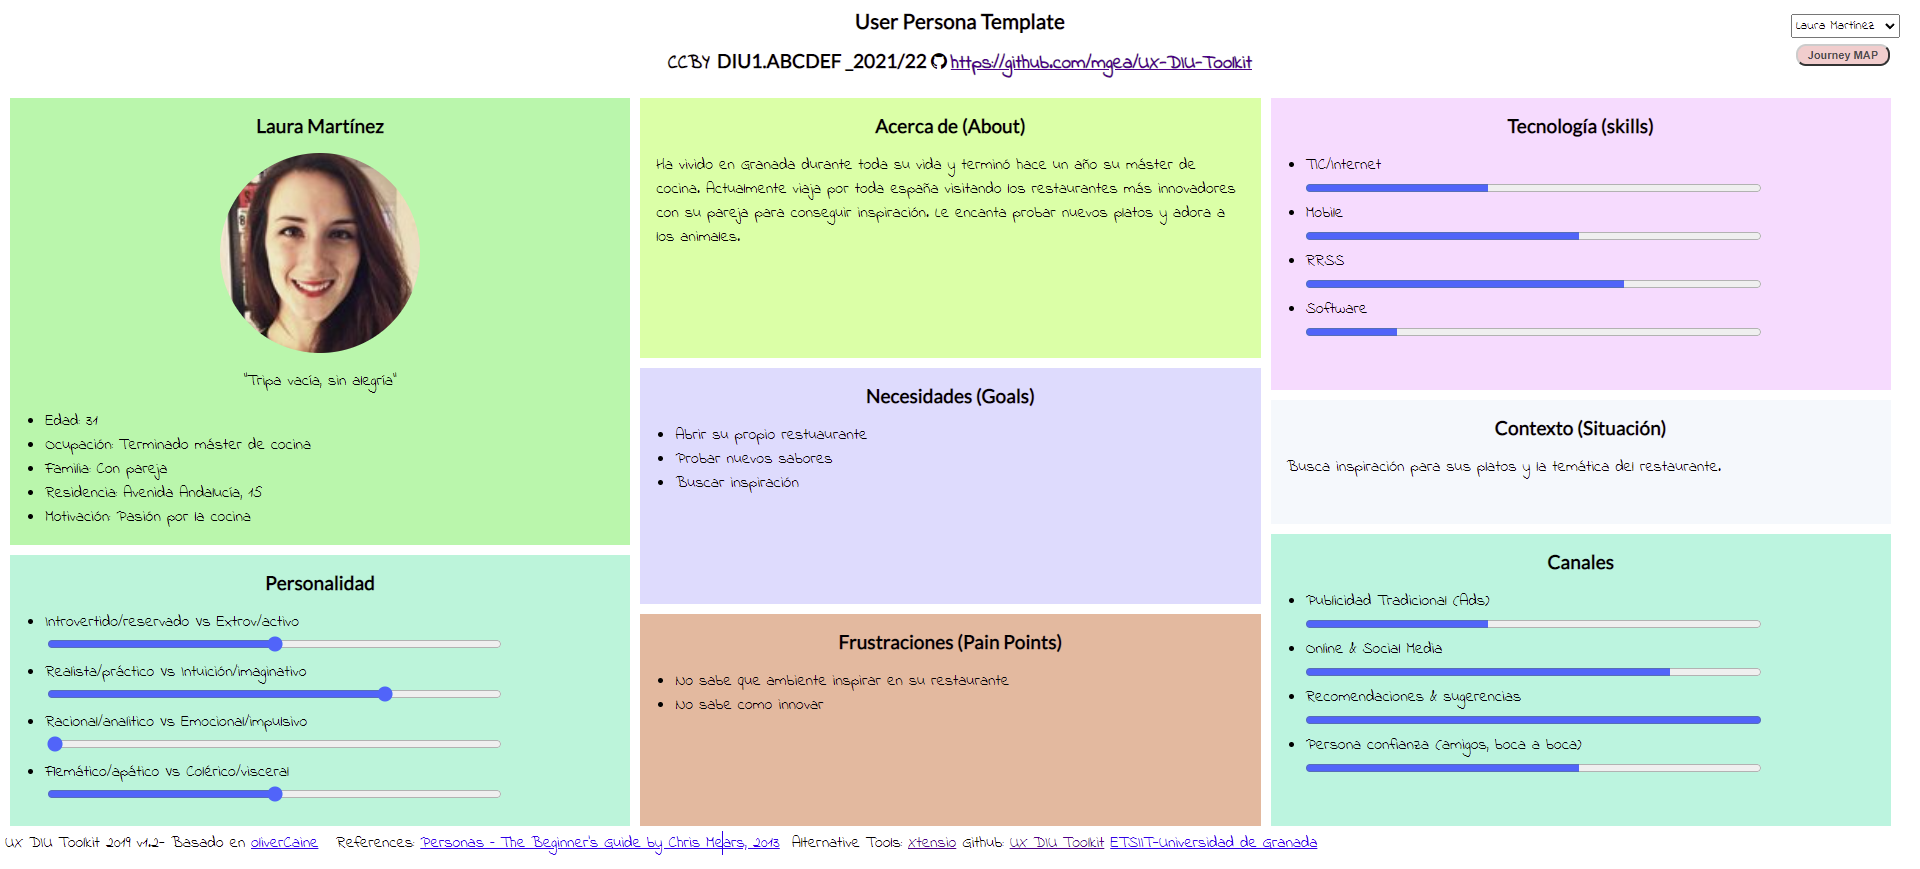 User Persona Template
CCBY DIU1.ABCDEF _2021/22 https://github.com/mgea/UX-DIU-Toolkit
Laura Martínez
Journey MAP
Laura Martínez
"Tripa vacía, sin alegría"
Edad: 31
Ocupación: Terminado máster de cocina
Familia: Con pareja
Residencia: Avenida Andalucía, 15
Motivación: Pasión por la cocina
Personalidad
Introvertido/reservado Vs Extrov/activo
Realista/práctico Vs Intuición/imaginativo
Racional/analitico Vs Emocional/impulsivo
Flemático/apático Vs Colérico/visceral
Acerca de (About)
Ha vivido en Granada durante toda su vida y terminó hace un año su máster de
cocina. Actualmente viaja por toda españa visitando los restaurantes más innovadores
con su pareja para conseguir inspiración. Le encanta probar nuevos platos y adora a
los animales.
Necesidades (Goals)
Abrir su propio restuaurante
Probar nuevos sabores
Buscar inspiración
Frustraciones (Pain Points)
No sabe que ambiente inspirar en su restaurante
No sabe como innovar
Tecnología (skills)
TIC/Internet
Mobile
RRSS
Software
Contexto (Situación)
Busca inspiración para sus platos y la temática del restaurante.
Canales
Publicidad Tradicional (Ads)
Online & Social Media
Recomendaciones & sugerencias
Persona confianza (amigos, boca a boca)
UX DIU Toolkit 2019 v1.2- Basado en oliverCaine References: Personas - The Beginner's Guide by Chris Mears, 2013 Alternative Tools: Xtensio Github: UX DIU Toolkit ETSIIT-Universidad de Granada